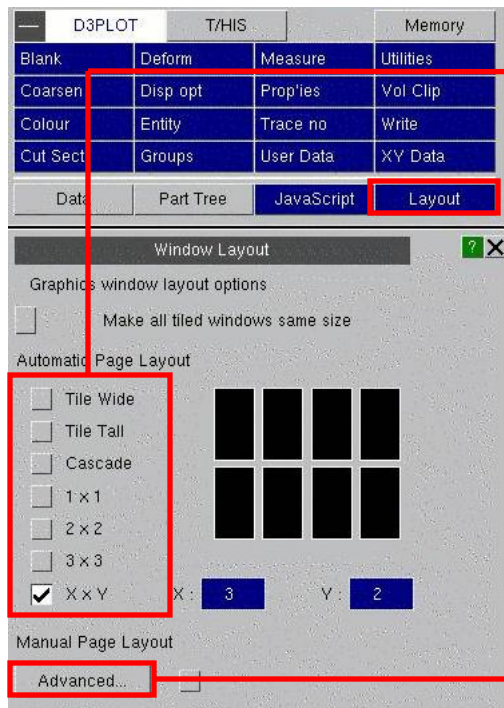 D3PLOT T/HIS Memory
Blank Deform Measure Utilities
Coarsen Disp opt Prop'ies Vol Clip
Colour Entity Trace no Write
Cut Sect Groups User Data XY Data
Data Part Tree JavaScript Layout
Window Layout ? X
Graphics window layout options
Make all tiled windows same size
Automatic Page Layout
Tile Wide
Tile Tall
Cascade
1 x 1
2 x 2
3 x 3
X x Y X : 3 Y : 2
Manual Page Layout
Advanced...